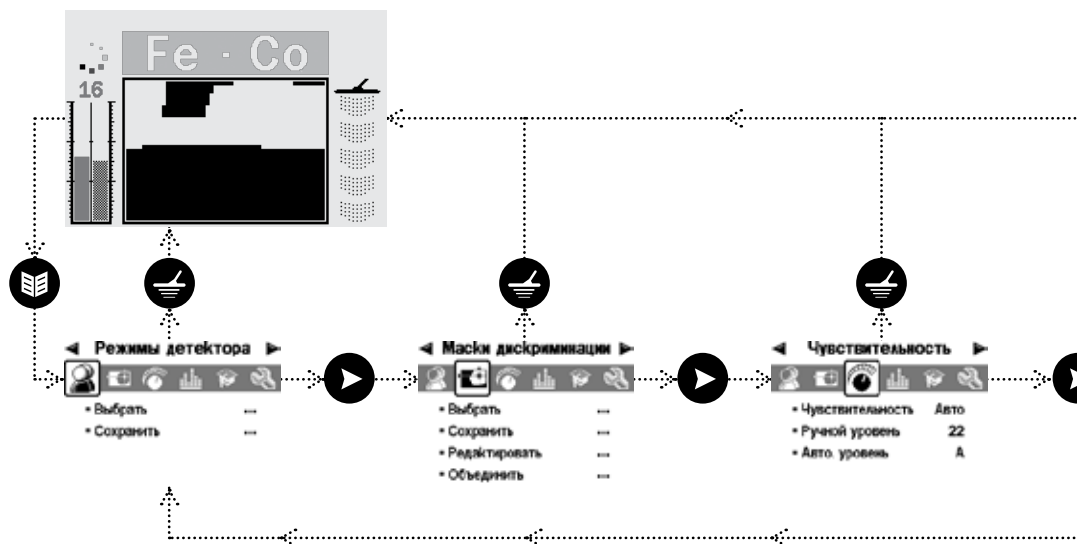 Fe · Co
16
Режимы детектора
Выбрать ...
Сохранить ...
Маски дискриминации
Выбрать ...
Сохранить ...
Редактировать ...
Объединить ...
Чувствительность
Чувствительность Авто
Ручной уровень 22
Авто. уровень А